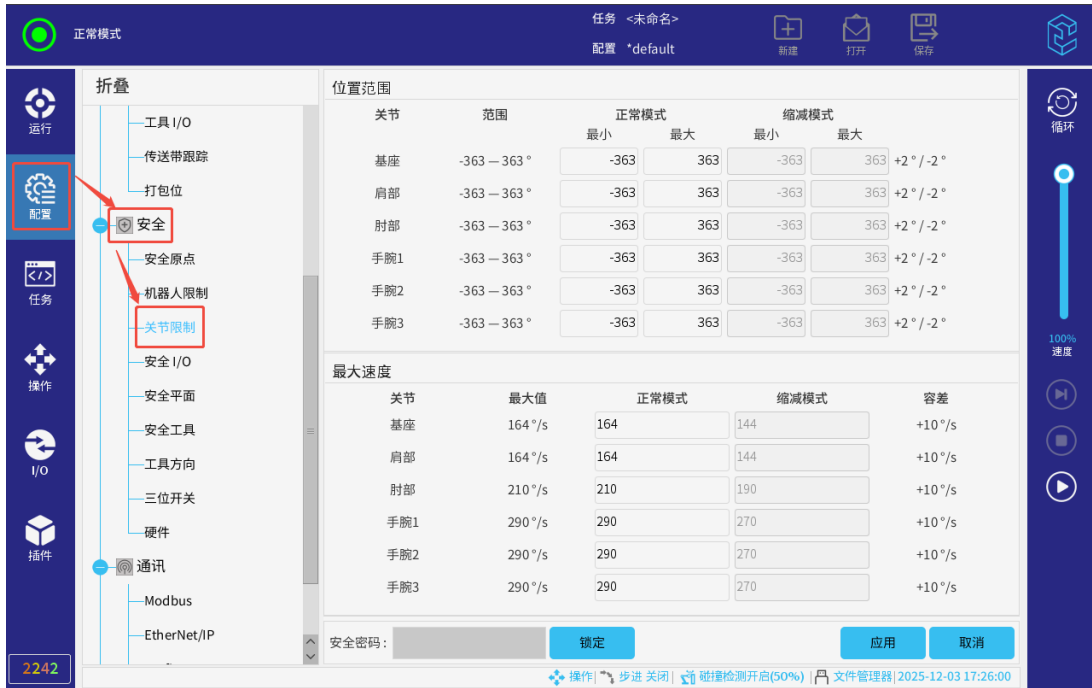 正常模式
任务 <未命名>
配置 *default
新建
打开
保存
运行
配置
任务
操作
I/O
插件
2242
折叠
工具 I/O
传送带跟踪
打包位
安全
安全原点
机器人限制
关节限制
安全 I/O
安全平面
安全工具
工具方向
三位开关
硬件
通讯
Modbus
EtherNet/IP
位置范围
关节 范围 正常模式 缩减模式
最小 最大 最小 最大
基座 -363 — 363 ° -363 363 -363 363 +2 ° / -2 °
肩部 -363 — 363 ° -363 363 -363 363 +2 ° / -2 °
肘部 -363 — 363 ° -363 363 -363 363 +2 ° / -2 °
手腕1 -363 — 363 ° -363 363 -363 363 +2 ° / -2 °
手腕2 -363 — 363 ° -363 363 -363 363 +2 ° / -2 °
手腕3 -363 — 363 ° -363 363 -363 363 +2 ° / -2 °
最大速度
关节 最大值 正常模式 缩减模式 容差
基座 164 °/s 164 144 +10 °/s
肩部 164 °/s 164 144 +10 °/s
肘部 210 °/s 210 190 +10 °/s
手腕1 290 °/s 290 270 +10 °/s
手腕2 290 °/s 290 270 +10 °/s
手腕3 290 °/s 290 270 +10 °/s
安全密码： 锁定 应用 取消
操作| 步进 关闭| 碰撞检测开启(50%) | 文件管理器| 2025-12-03 17:26:00
循环
100%
速度